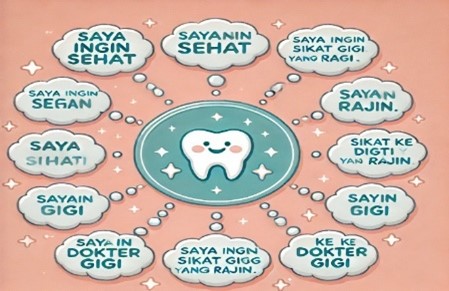 SAYA
INGIN
SEHAT
SAYANIN
SEHAT
SAYA INGIN
SIKAT GIGI
YANG RAGI.
SAYA INGIN
SEGAN
SAYAN
RAJIN.
SAYA
SIHATI
SIKAT KE
DIGTY
YAN RAJIN.
SAYAIN
GIGI
SAYIN
GIGI
SAYA IN
DOKTER
GIGI
SAYA INGN
SIKAT GIGG
YANG RAJIN.
KE KE
DOKTER
GIGI